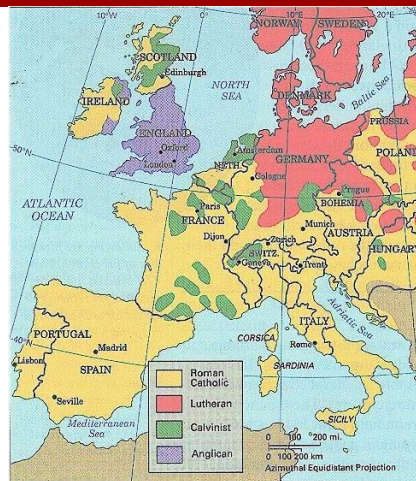 10°W
0°
10°E
20°E
NORWAY
SWEDEN
SCOTLAND
Edinburgh
NORTH
SEA
Baltic Sea
DENMARK
IRELAND
PRUSSIA
ENGLAND
Oxford
London
Amsterdam
NETH.
GERMANY
POLAND
50°N
Cologne
Prague
BOHEMIA
ATLANTIC
OCEAN
Paris
FRANCE
Munich
AUSTRIA
Dijon
Zurich
SWITZ.
HUNGARY
Geneva
Trent
PORTUGAL
ITALY
Adriatic Sea
CORSICA
40°N
Madrid
Rome
Lisbon
SPAIN
SARDINIA
Seville
Mediterranean
Sea
SICILY
Roman
Catholic
Lutheran
Calvinist
Anglican
0 100 200 mi.
0 100 200 km
Azimuthal Equidistant Projection